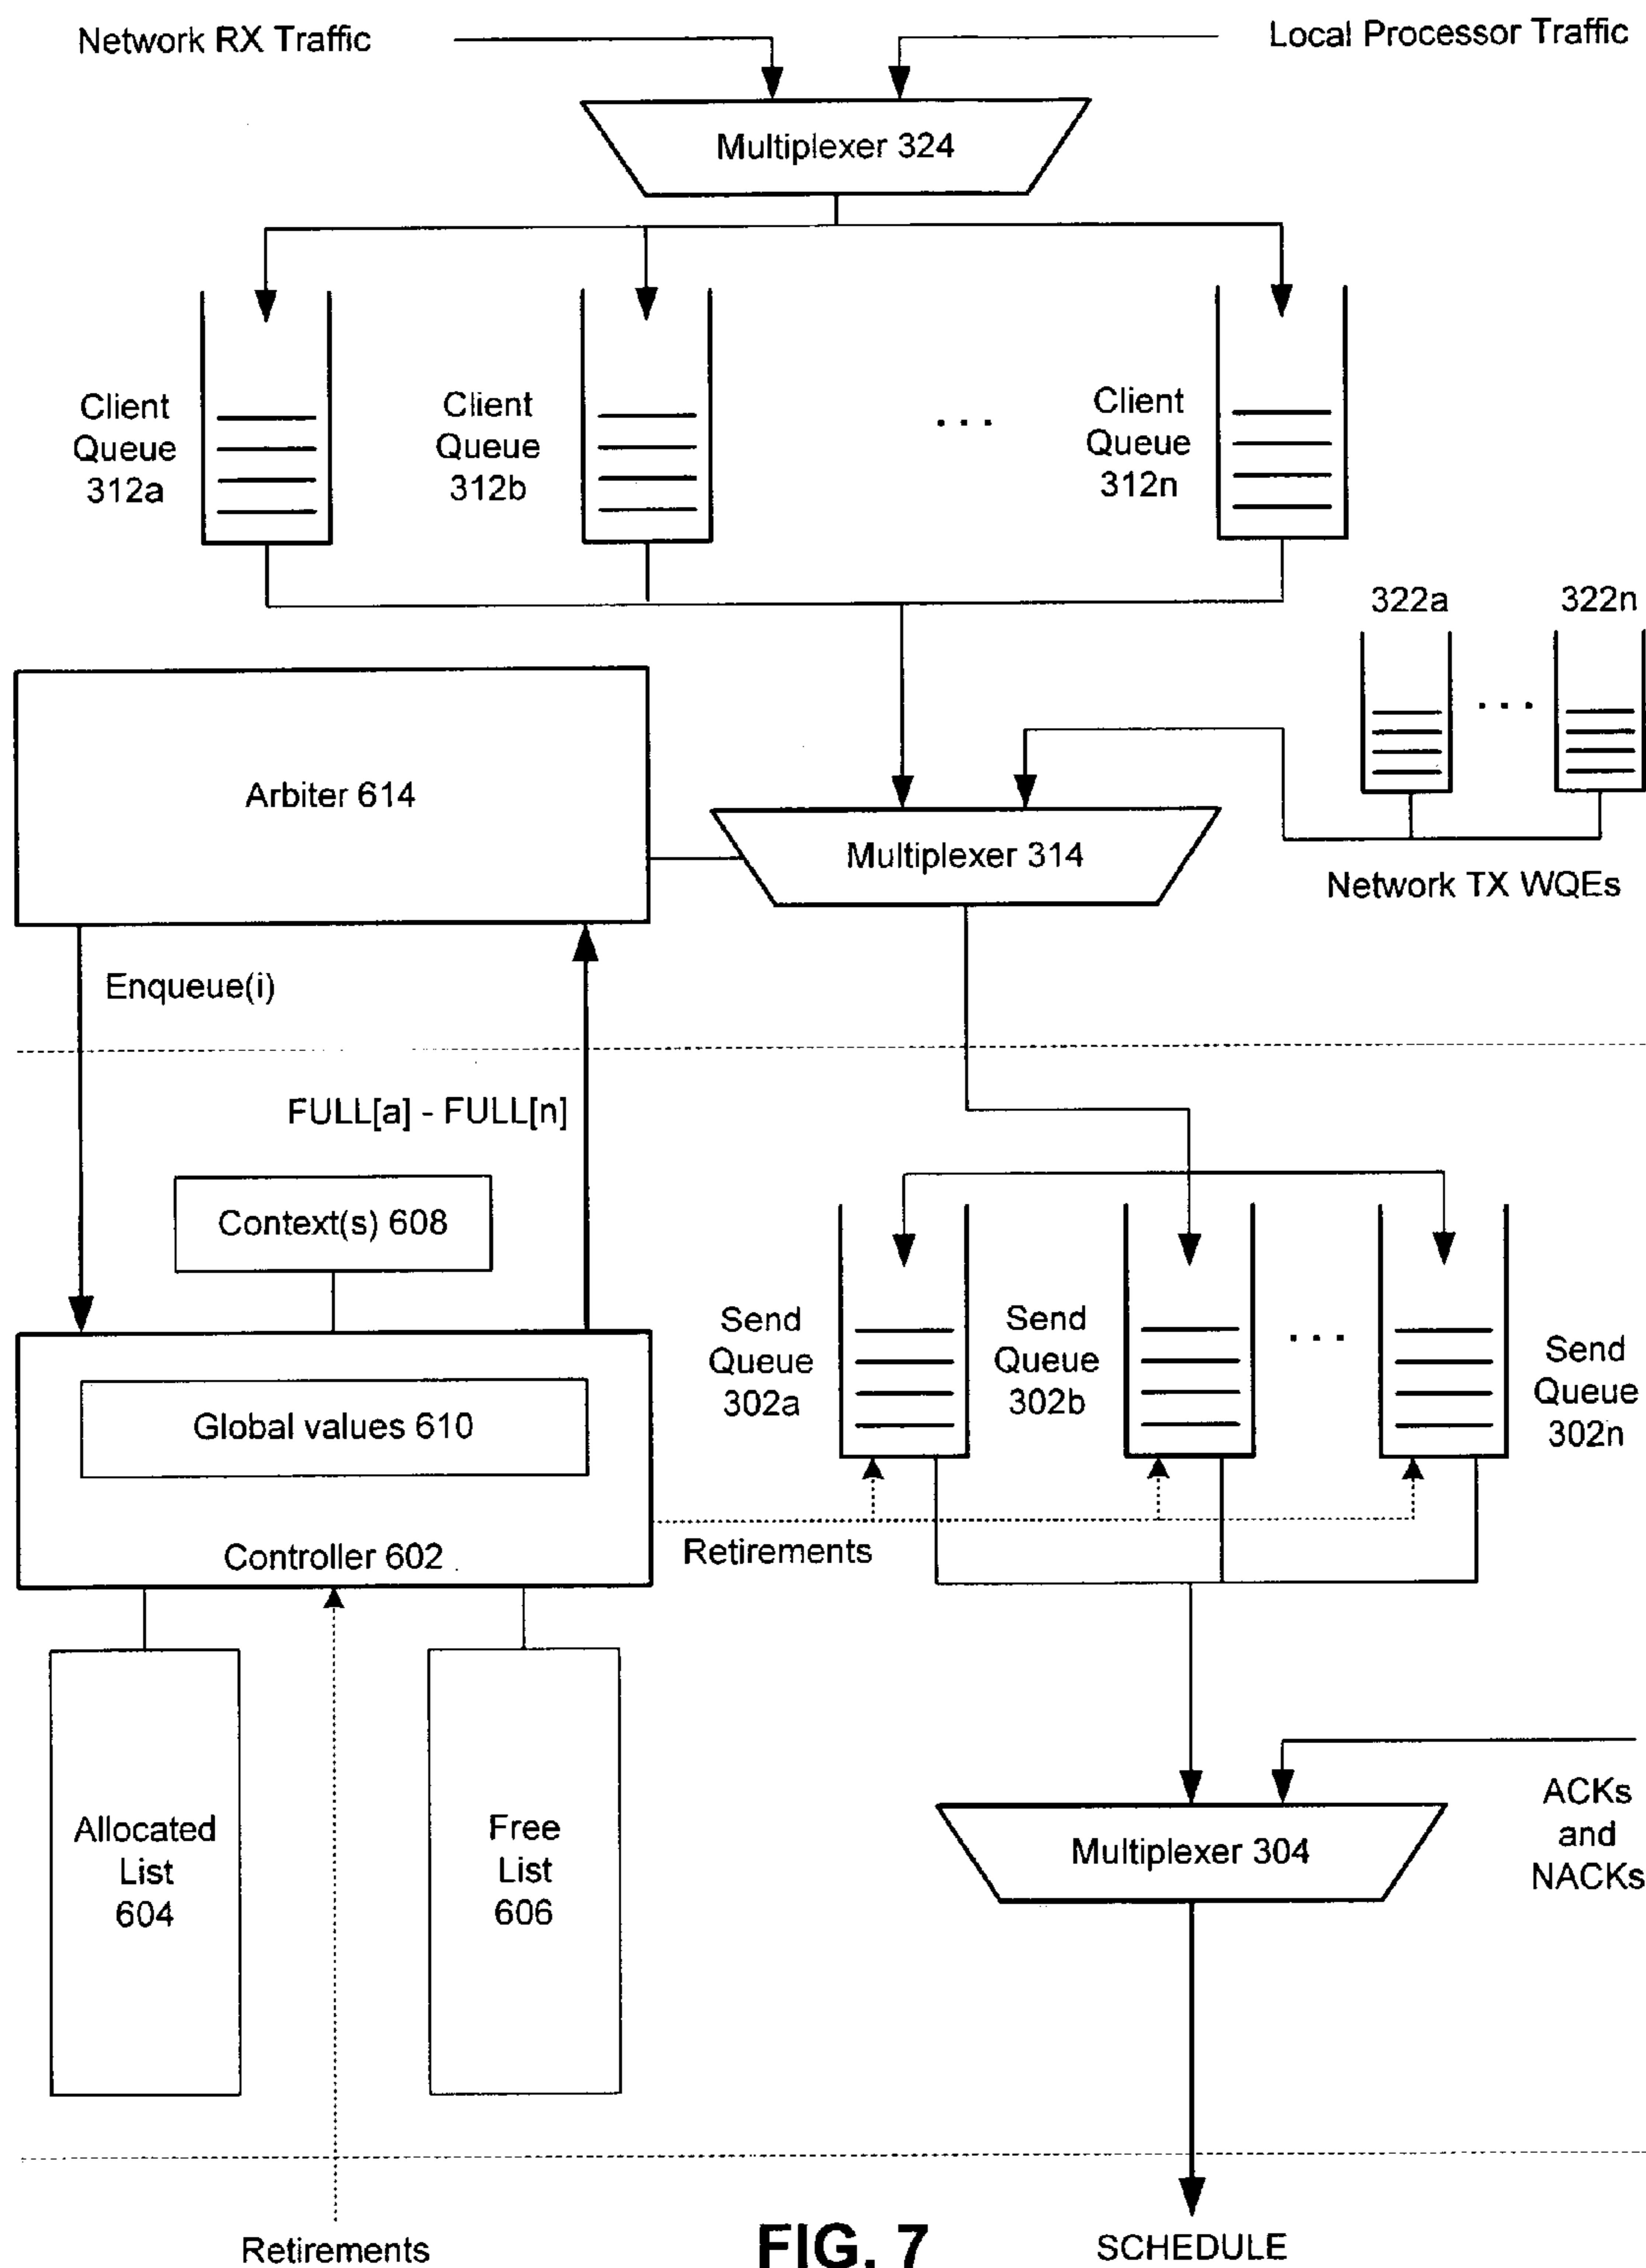 Network RX Traffic
Local Processor Traffic
Multiplexer 324
Client
Queue
312a
Client
Queue
312b
. . .
Client
Queue
312n
322a
322n
. . .
Arbiter 614
Multiplexer 314
Network TX WQEs
Enqueue(i)
FULL[a] - FULL[n]
Context(s) 608
Global values 610
Controller 602
Send
Queue
302a
Send
Queue
302b
. . .
Send
Queue
302n
Retirements
Allocated
List
604
Free
List
606
Multiplexer 304
ACKs
and
NACKs
Retirements
FIG. 7
SCHEDULE